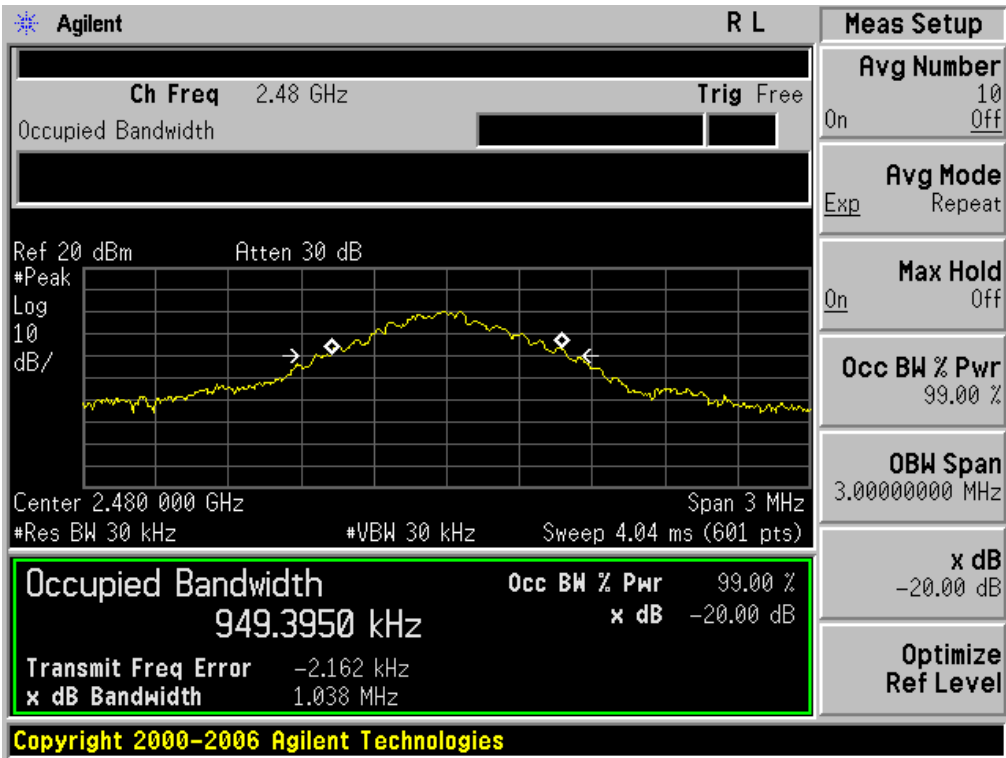 Agilent R L
Ch Freq 2.48 GHz Trig Free
Occupied Bandwidth
Ref 20 dBm Atten 30 dB
#Peak
Log
10
dB/
Center 2.480 000 GHz Span 3 MHz
#Res BW 30 kHz #VBW 30 kHz Sweep 4.04 ms (601 pts)
Occupied Bandwidth Occ BW % Pwr 99.00 %
949.3950 kHz x dB -20.00 dB
Transmit Freq Error -2.162 kHz
x dB Bandwidth 1.038 MHz
Copyright 2000-2006 Agilent Technologies
Meas Setup
Avg Number
10
On Off
Avg Mode
Exp Repeat
Max Hold
On Off
Occ BW % Pwr
99.00 %
OBW Span
3.00000000 MHz
x dB
-20.00 dB
Optimize
Ref Level